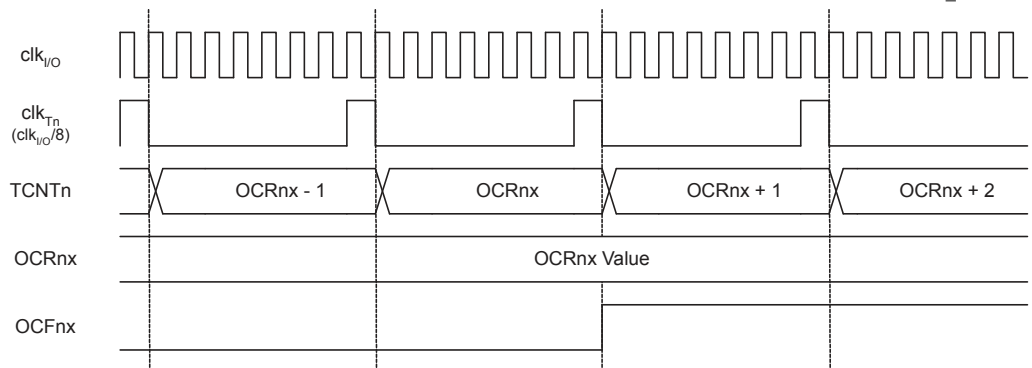 clkI/O
clkTn
(clkI/O/8)
TCNTn OCRnx - 1 OCRnx OCRnx + 1 OCRnx + 2
OCRnx OCRnx Value
OCFnx